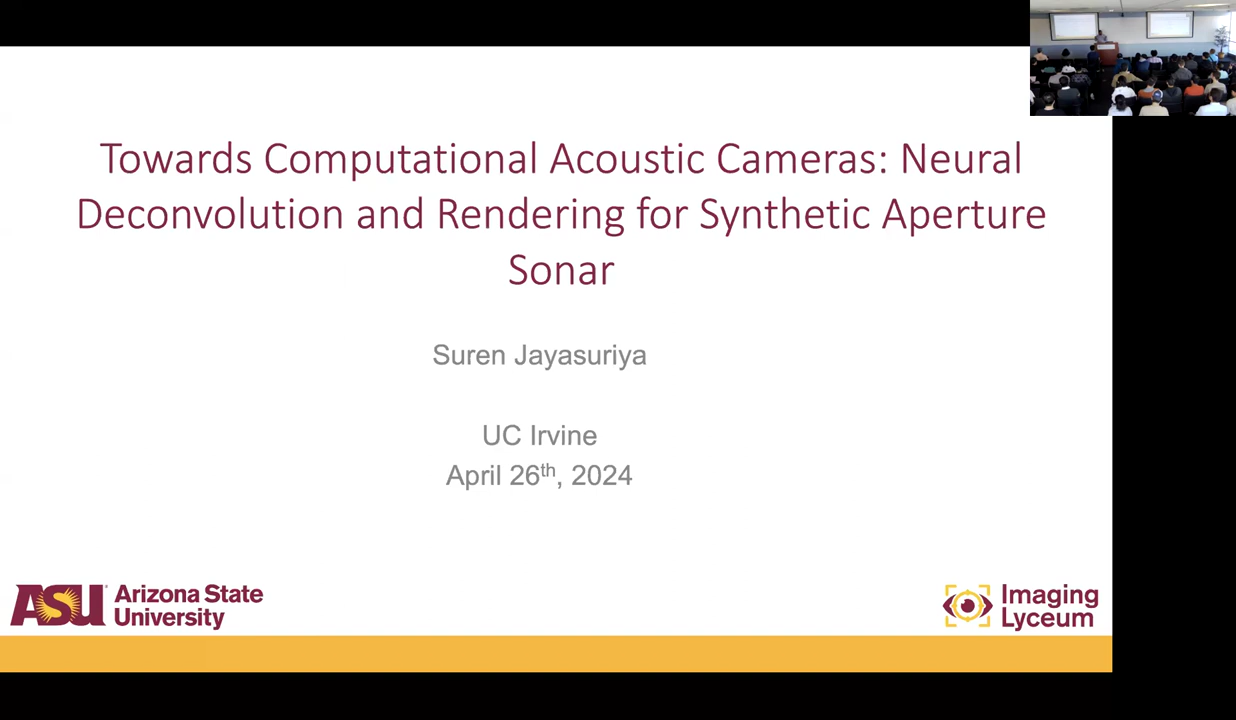 Towards Computational Acoustic Cameras: Neural
Deconvolution and Rendering for Synthetic Aperture
Sonar
Suren Jayasuriya
UC Irvine
April 26th, 2024
ASU Arizona State
University
Imaging
Lyceum